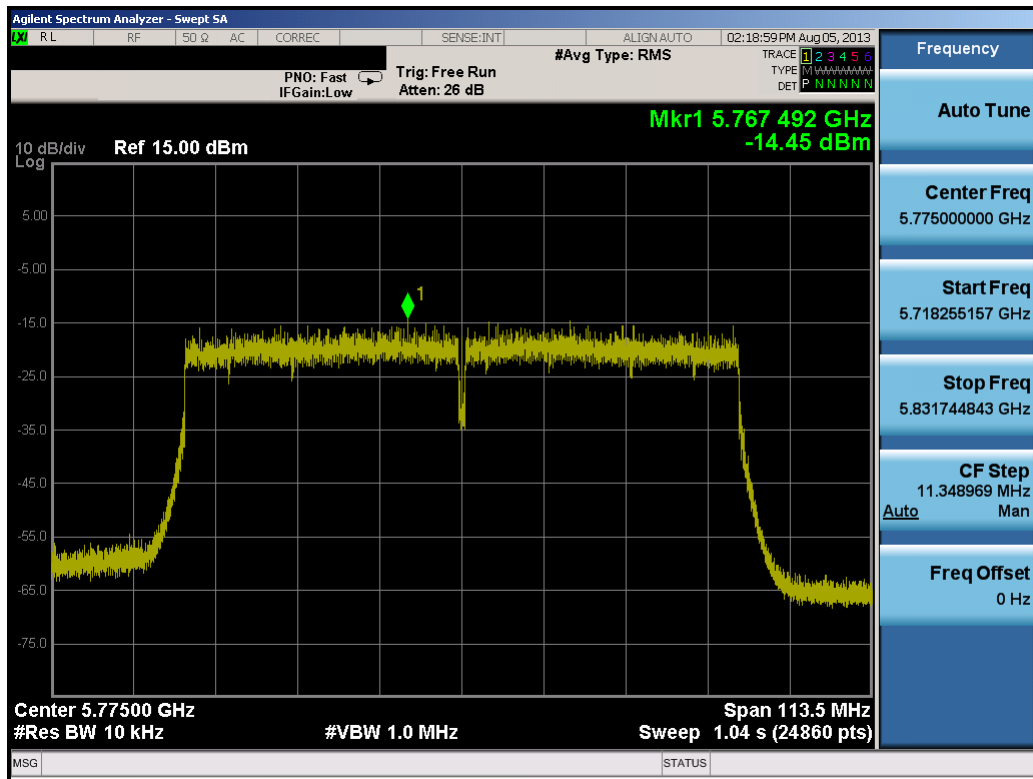 Agilent Spectrum Analyzer - Swept SA
LXI RL RF 50 Ω AC CORREC SENSE:INT ALIGN AUTO 02:18:59 PM Aug 05, 2013
#Avg Type: RMS TRACE 1 2 3 4 5 6
PNO: Fast Trig: Free Run TYPE M WWWWW
IFGain:Low Atten: 26 dB DET P N N N N N
Mkr1 5.767 492 GHz
-14.45 dBm
10 dB/div Ref 15.00 dBm
Log
1
5.00
-5.00
-15.0
-25.0
-35.0
-45.0
-55.0
-65.0
-75.0
Center 5.77500 GHz Span 113.5 MHz
#Res BW 10 kHz #VBW 1.0 MHz Sweep 1.04 s (24860 pts)
MSG STATUS
Frequency
Auto Tune
Center Freq
5.775000000 GHz
Start Freq
5.718255157 GHz
Stop Freq
5.831744843 GHz
CF Step
11.348969 MHz
Auto Man
Freq Offset
0 Hz